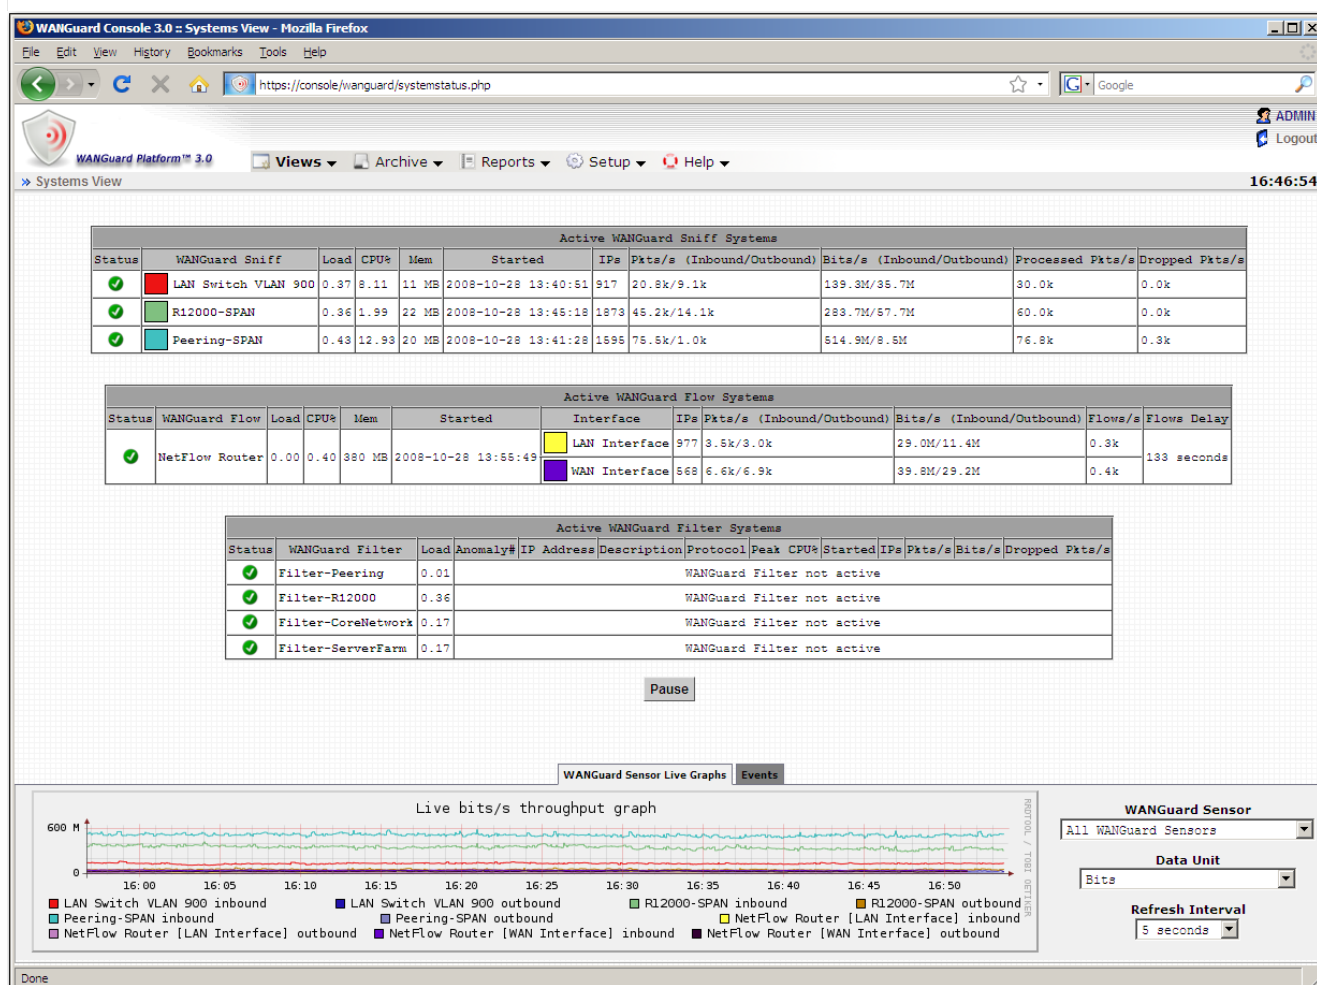 WANGuard Console 3.0 :: Systems View - Mozilla Firefox
File Edit View History Bookmarks Tools Help
https://console/wanguard/systemstatus.php G Google
ADMIN
Logout
WANGuard Platform™ 3.0 Views Archive Reports Setup Help
» Systems View 16:46:54
Active WANGuard Sniff Systems
Status WANGuard Sniff Load CPU% Mem Started IPs Pkts/s (Inbound/Outbound) Bits/s (Inbound/Outbound) Processed Pkts/s Dropped Pkts/s
LAN Switch VLAN 900 0.37 8.11 11 MB 2008-10-28 13:40:51 917 20.8k/9.1k 139.3M/35.7M 30.0k 0.0k
R12000-SPAN 0.36 1.99 22 MB 2008-10-28 13:45:18 1873 45.2k/14.1k 283.7M/57.7M 60.0k 0.0k
Peering-SPAN 0.43 12.93 20 MB 2008-10-28 13:41:28 1595 75.5k/1.0k 514.9M/8.5M 76.8k 0.3k
Active WANGuard Flow Systems
Status WANGuard Flow Load CPU% Mem Started Interface IPs Pkts/s (Inbound/Outbound) Bits/s (Inbound/Outbound) Flows/s Flows Delay
LAN Interface 977 3.5k/3.0k 29.0M/11.4M 0.3k
NetFlow Router 0.00 0.40 380 MB 2008-10-28 13:55:49 133 seconds
WAN Interface 568 6.6k/6.9k 39.8M/29.2M 0.4k
Active WANGuard Filter Systems
Status WANGuard Filter Load Anomaly# IP Address Description Protocol Peak CPU% Started IPs Pkts/s Bits/s Dropped Pkts/s
Filter-Peering 0.01 WANGuard Filter not active
Filter-R12000 0.36 WANGuard Filter not active
Filter-CoreNetwork 0.17 WANGuard Filter not active
Filter-ServerFarm 0.17 WANGuard Filter not active
Pause
WANGuard Sensor Live Graphs Events
Live bits/s throughput graph
600 M
0
16:00 16:05 16:10 16:15 16:20 16:25 16:30 16:35 16:40 16:45 16:50
LAN Switch VLAN 900 inbound LAN Switch VLAN 900 outbound R12000-SPAN inbound R12000-SPAN outbound
Peering-SPAN inbound Peering-SPAN outbound NetFlow Router [LAN Interface] inbound
NetFlow Router [LAN Interface] outbound NetFlow Router [WAN Interface] inbound NetFlow Router [WAN Interface] outbound
RRDTOOL / TOBI OETIKER
WANGuard Sensor
All WANGuard Sensors
Data Unit
Bits
Refresh Interval
5 seconds
Done